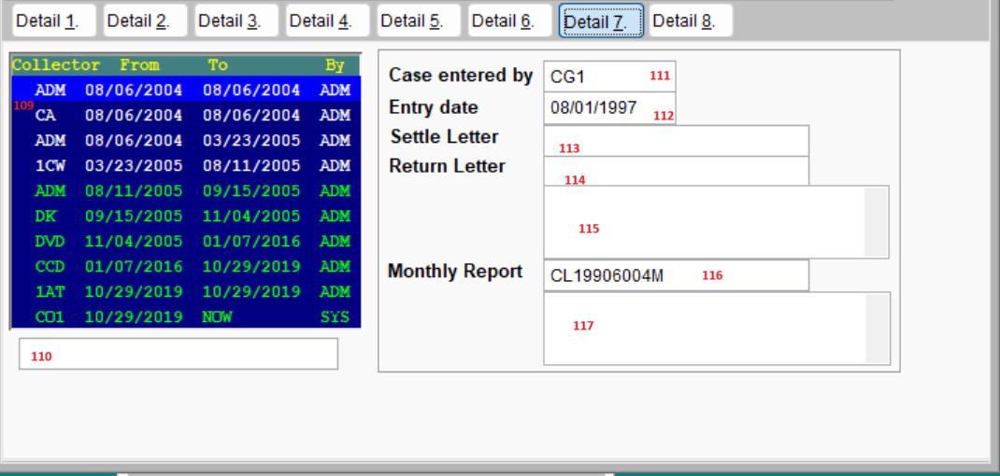 Detail 1. Detail 2. Detail 3. Detail 4. Detail 5. Detail 6. Detail 7. Detail 8.
Collector From To By
ADM 08/06/2004 08/06/2004 ADM
109 CA 08/06/2004 08/06/2004 ADM
ADM 08/06/2004 03/23/2005 ADM
1CW 03/23/2005 08/11/2005 ADM
ADM 08/11/2005 09/15/2005 ADM
DK 09/15/2005 11/04/2005 ADM
DVD 11/04/2005 01/07/2016 ADM
CCD 01/07/2016 10/29/2019 ADM
1AT 10/29/2019 10/29/2019 ADM
CO1 10/29/2019 NOW SYS
110
Case entered by CG1 111
Entry date 08/01/1997 112
Settle Letter 113
Return Letter 114
115
Monthly Report CL19906004M 116
117